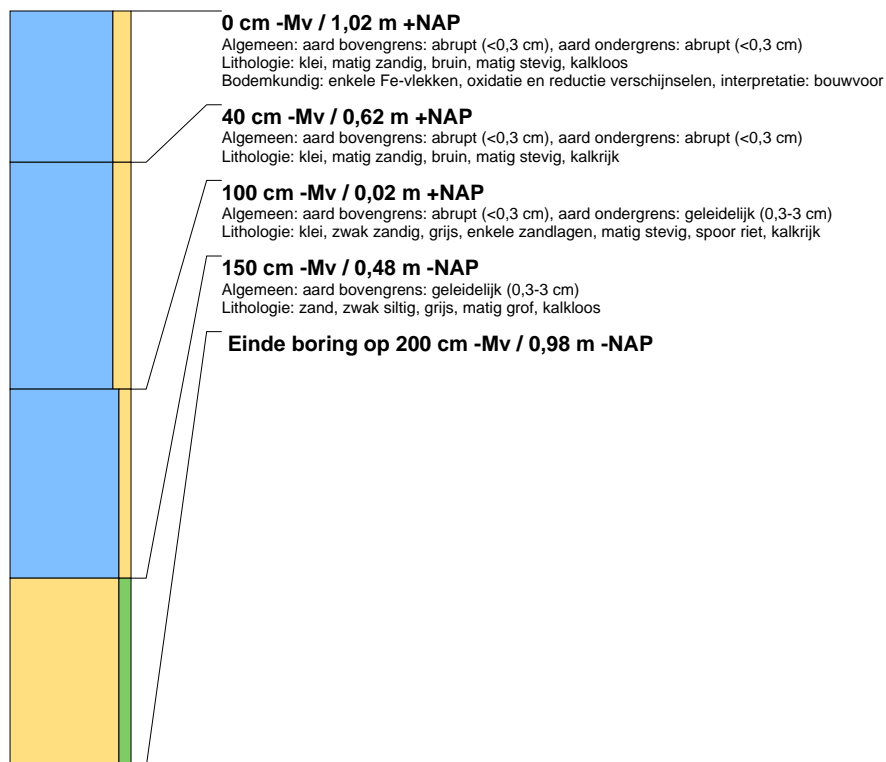 0 cm -Mv / 1,02 m +NAP
Algemeen: aard bovengrens: abrupt (<0,3 cm), aard ondergrens: abrupt (<0,3 cm)
Lithologie: klei, matig zandig, bruin, matig stevig, kalkloos
Bodemkundig: enkele Fe-vlekken, oxidatie en reductie verschijnselen, interpretatie: bouwvoor
40 cm -Mv / 0,62 m +NAP
Algemeen: aard bovengrens: abrupt (<0,3 cm), aard ondergrens: abrupt (<0,3 cm)
Lithologie: klei, matig zandig, bruin, matig stevig, kalkrijk
100 cm -Mv / 0,02 m +NAP
Algemeen: aard bovengrens: abrupt (<0,3 cm), aard ondergrens: geleidelijk (0,3-3 cm)
Lithologie: klei, zwak zandig, grijs, enkele zandlagen, matig stevig, spoor riet, kalkrijk
150 cm -Mv / 0,48 m -NAP
Algemeen: aard bovengrens: geleidelijk (0,3-3 cm)
Lithologie: zand, zwak siltig, grijs, matig grof, kalkloos
Einde boring op 200 cm -Mv / 0,98 m -NAP